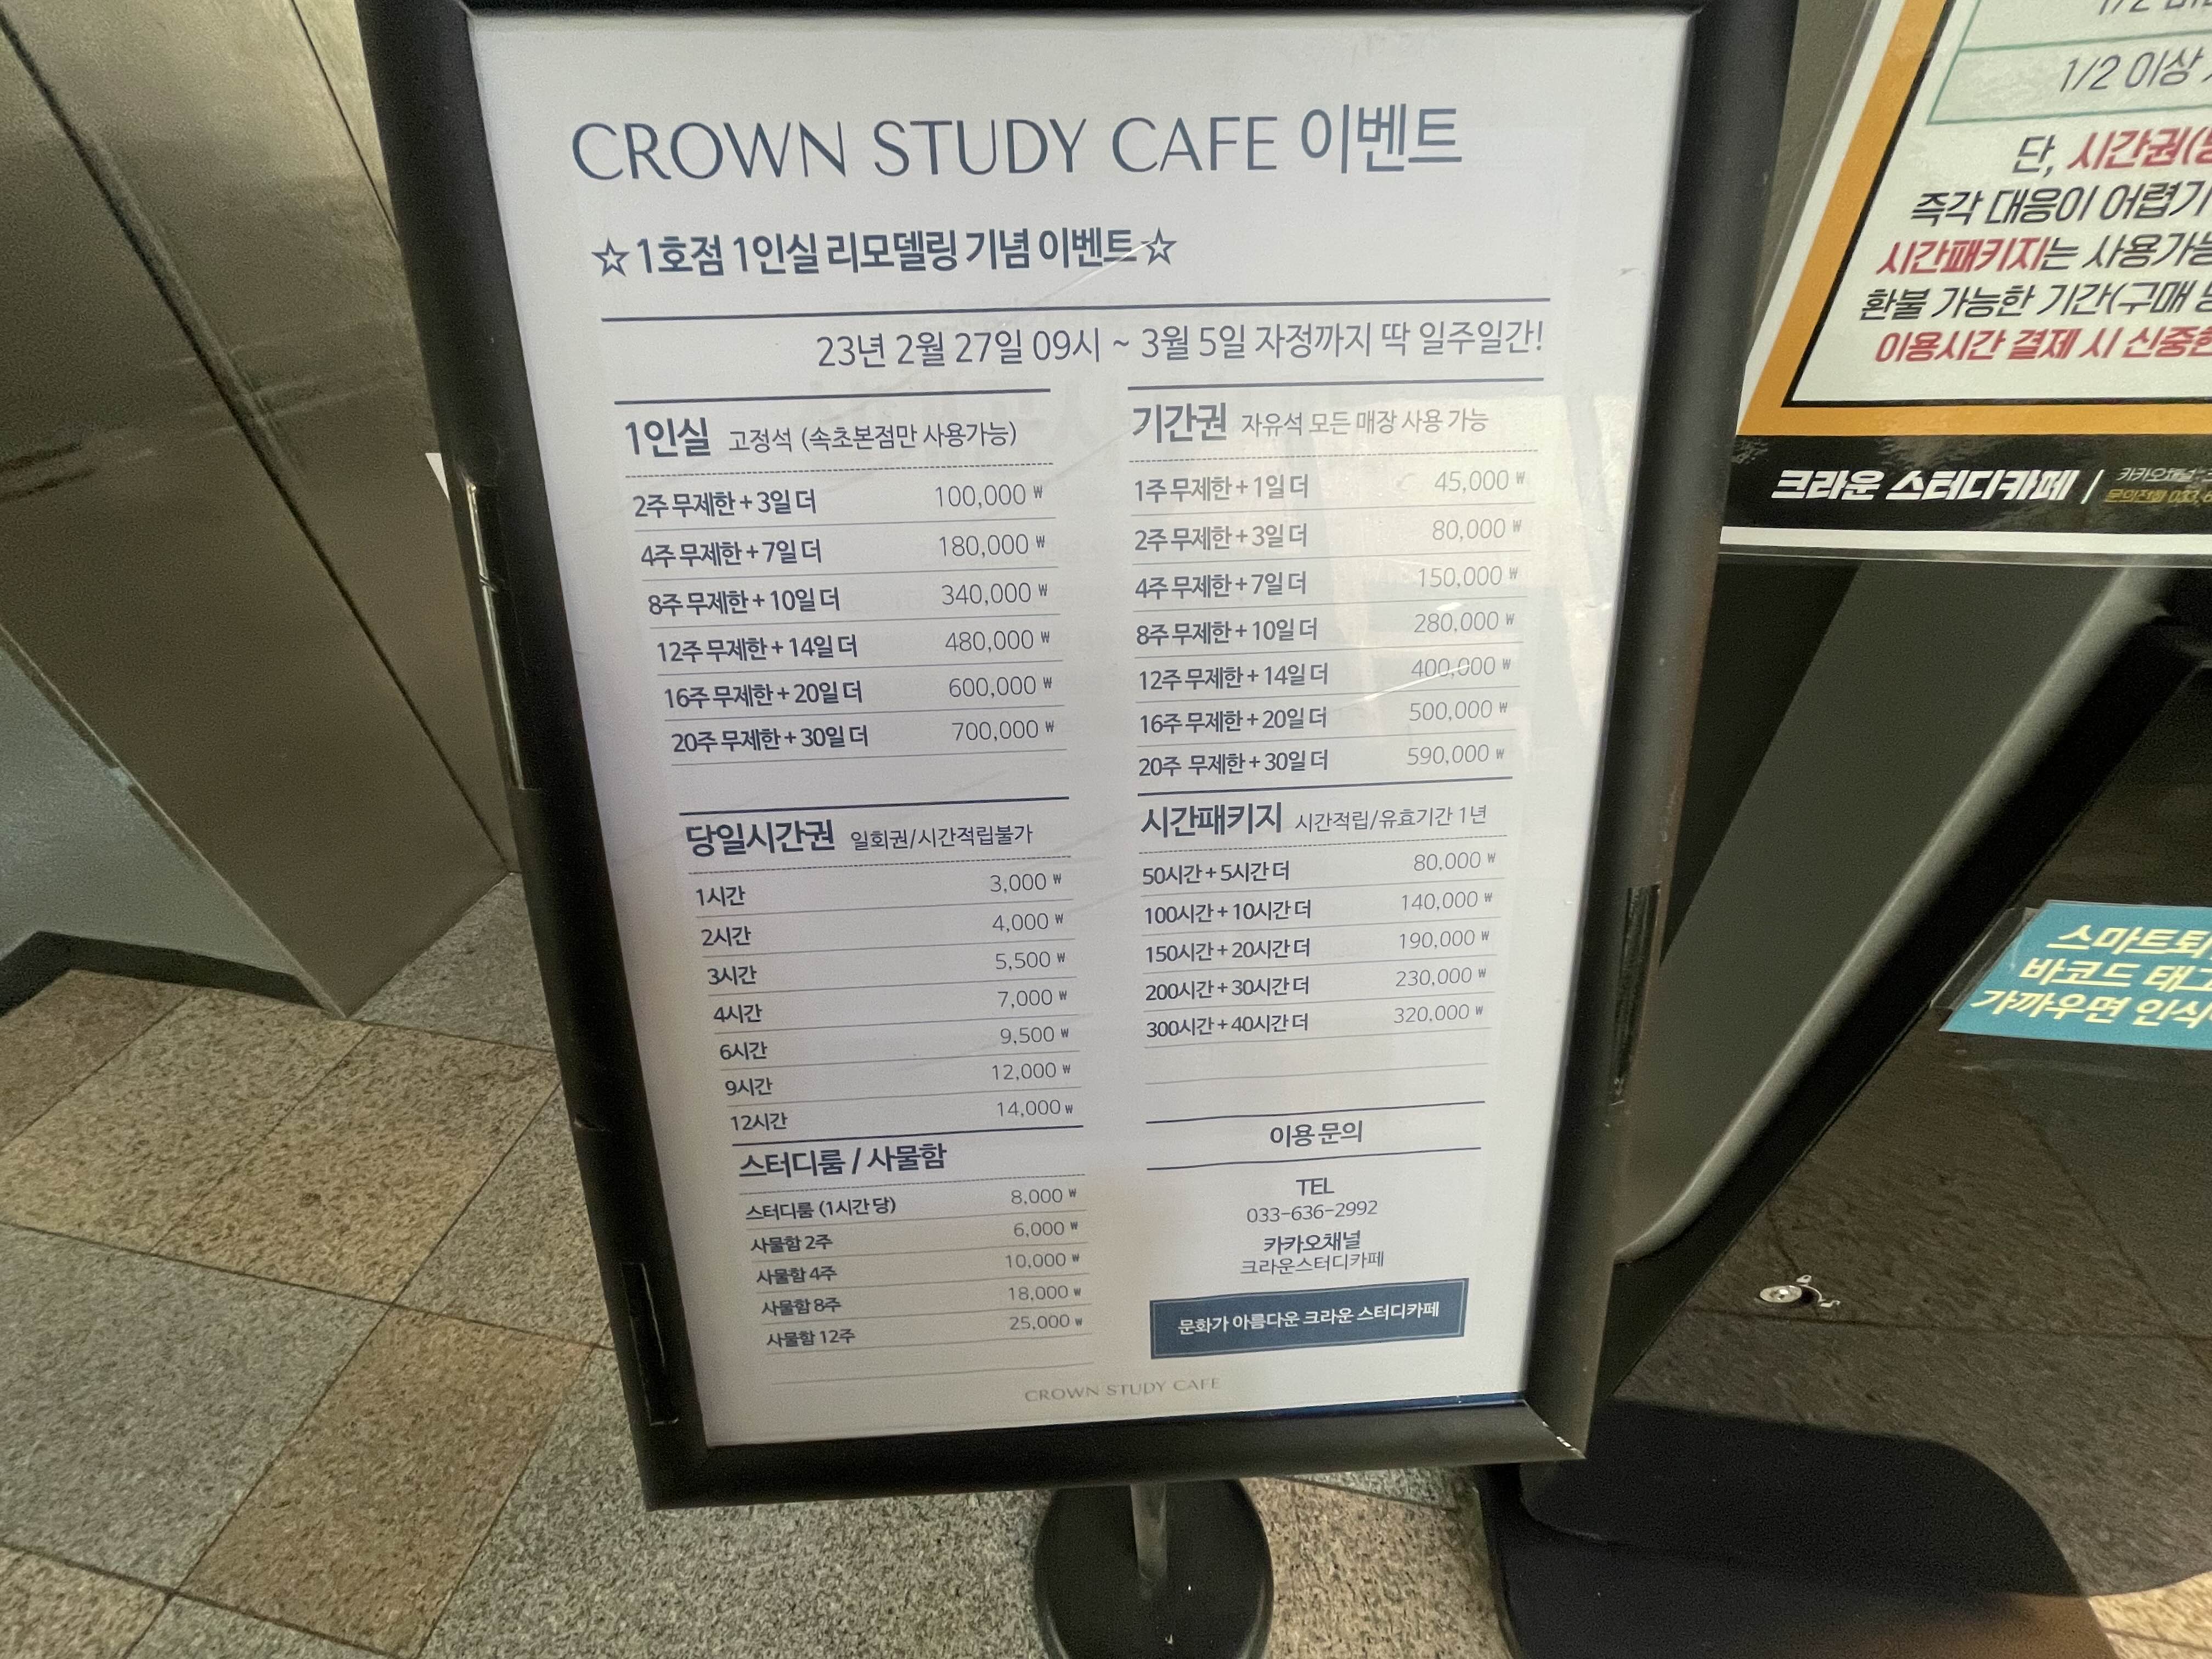 CROWN STUDY CAFE 이벤트
☆1호점 1인실 리모델링 기념 이벤트☆
23년 2월 27일 09시 ~ 3월 5일 자정까지 딱 일주일간!
1인실 고정석 (속초본점만 사용가능)
2주 무제한 + 3일 더 100,000 ₩
4주 무제한 + 7일 더 180,000 ₩
8주 무제한 + 10일 더 340,000 ₩
12주 무제한 + 14일 더 480,000 ₩
16주 무제한 + 20일 더 600,000 ₩
20주 무제한 + 30일 더 700,000 ₩
기간권 자유석 모든 매장 사용 가능
1주 무제한 + 1일 더 45,000 ₩
2주 무제한 + 3일 더 80,000 ₩
4주 무제한 + 7일 더 150,000 ₩
8주 무제한 + 10일 더 280,000 ₩
12주 무제한 + 14일 더 400,000 ₩
16주 무제한 + 20일 더 500,000 ₩
20주 무제한 + 30일 더 590,000 ₩
당일시간권 일회권/시간적립불가
1시간 3,000 ₩
2시간 4,000 ₩
3시간 5,500 ₩
4시간 7,000 ₩
6시간 9,500 ₩
9시간 12,000 ₩
12시간 14,000 ₩
시간패키지 시간적립/유효기간 1년
50시간 + 5시간 더 80,000 ₩
100시간 + 10시간 더 140,000 ₩
150시간 + 20시간 더 190,000 ₩
200시간 + 30시간 더 230,000 ₩
300시간 + 40시간 더 320,000 ₩
스터디룸 / 사물함
스터디룸 (1시간 당) 8,000 ₩
사물함 2주 6,000 ₩
사물함 4주 10,000 ₩
사물함 8주 18,000 ₩
사물함 12주 25,000 ₩
이용 문의
TEL
033-636-2992
카카오채널
크라운스터디카페
문화가 아름다운 크라운 스터디카페
CROWN STUDY CAFE
1/2 이상
단, 시간권(
즉각 대응이 어렵기
시간패키지는 사용가능
환불 가능한 기간(구매
이용시간 결제 시
크라운 스터디카페 |
카카오채널
문의전화
바코드
가까우면